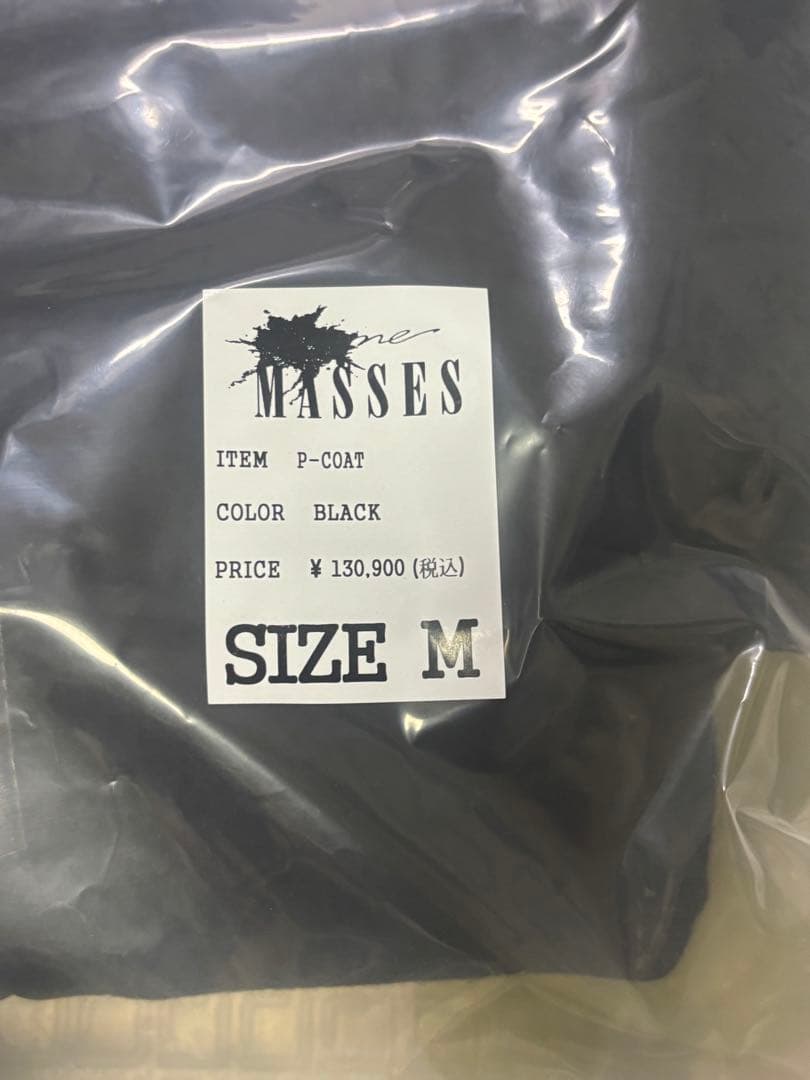 MASSES
ITEM P-COAT
COLOR BLACK
PRICE ¥ 130,900 (税込)
SIZE M